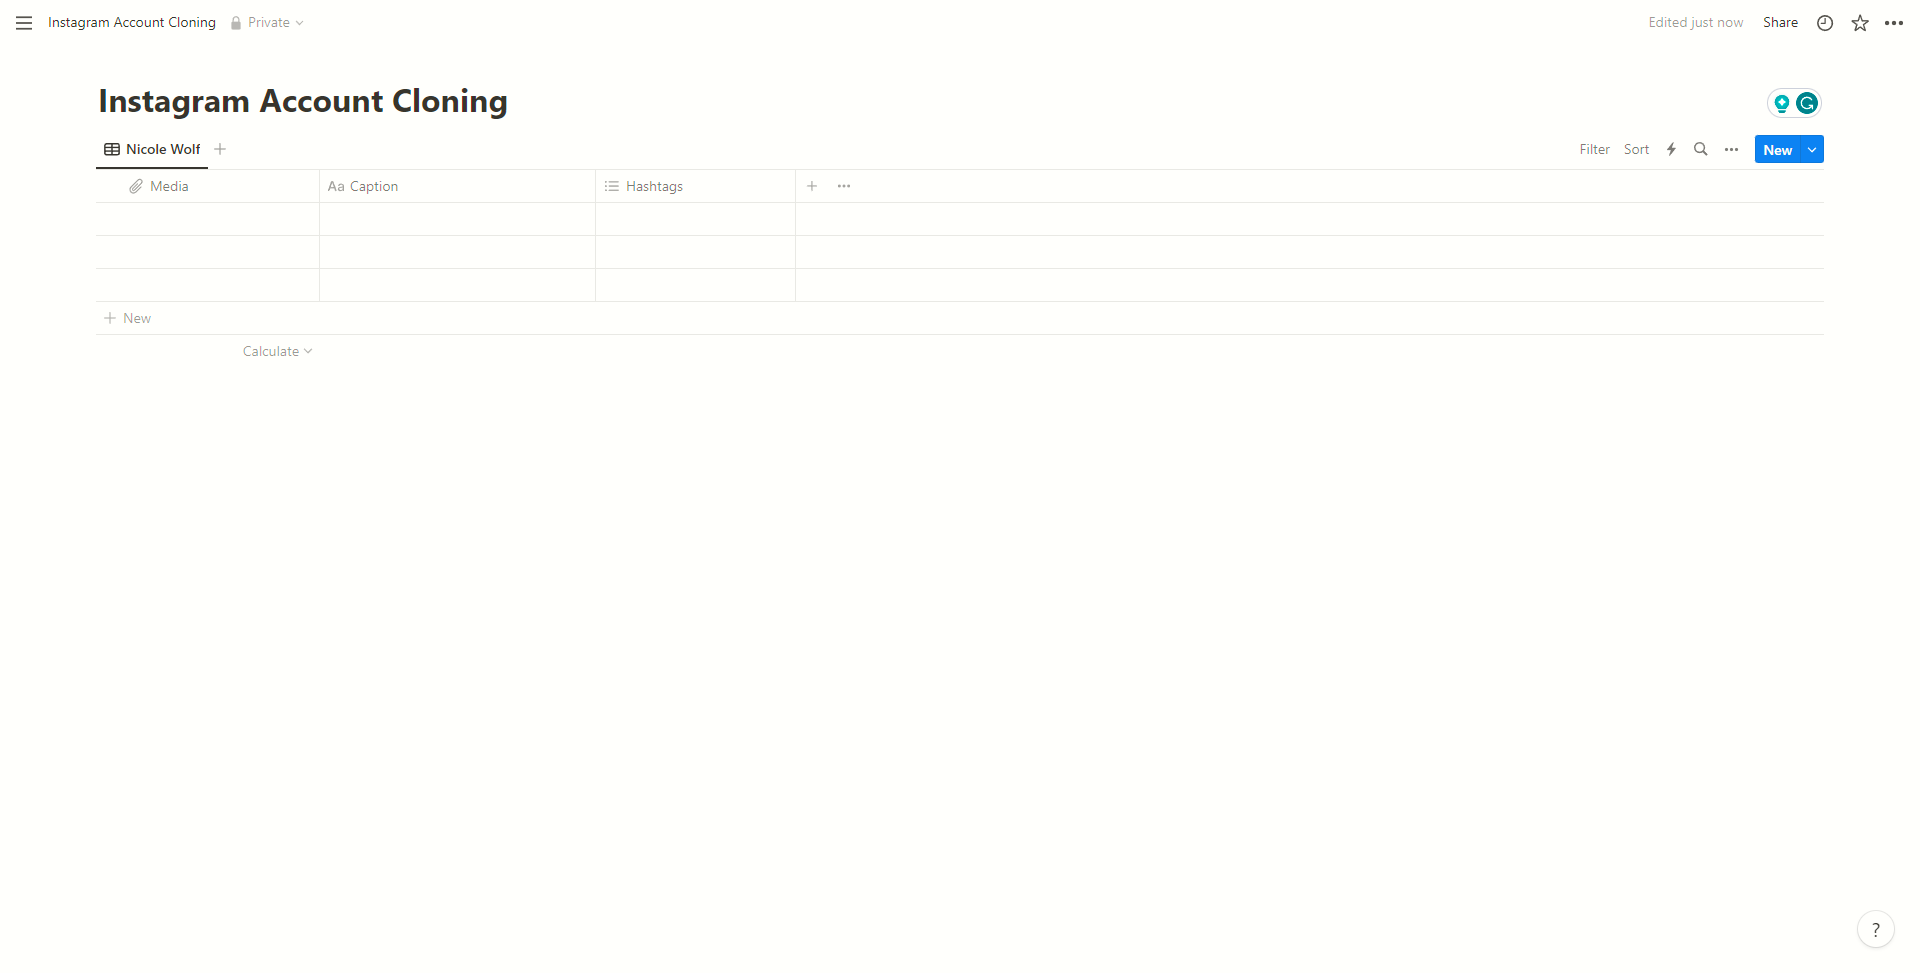 Instagram Account Cloning Private Edited just now Share
Instagram Account Cloning
Nicole Wolf Filter Sort New
Media Aa Caption Hashtags
New
Calculate
?